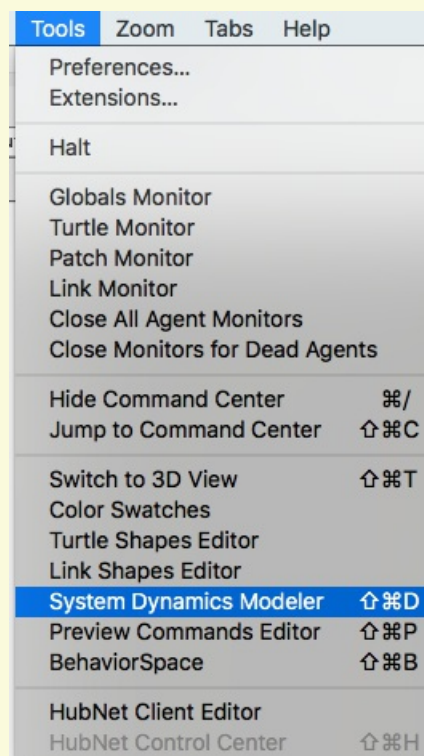 Tools Zoom Tabs Help
Preferences...
Extensions...
Halt
Globals Monitor
Turtle Monitor
Patch Monitor
Link Monitor
Close All Agent Monitors
Close Monitors for Dead Agents
Hide Command Center ⌘/
Jump to Command Center ⇧⌘C
Switch to 3D View ⇧⌘T
Color Swatches
Turtle Shapes Editor
Link Shapes Editor
System Dynamics Modeler ⇧⌘D
Preview Commands Editor ⇧⌘P
BehaviorSpace ⇧⌘B
HubNet Client Editor
HubNet Control Center ⇧⌘H